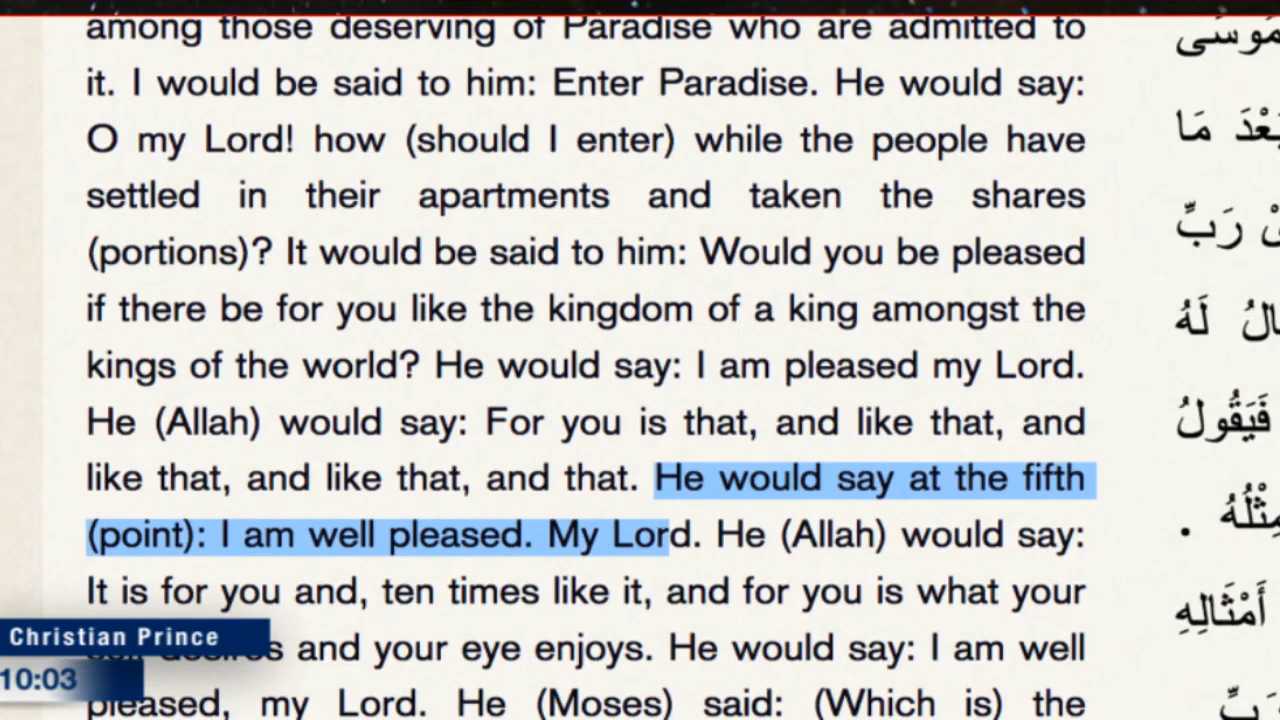 among those deserving of Paradise who are admitted to
it. I would be said to him: Enter Paradise. He would say:
O my Lord! how (should I enter) while the people have
settled in their apartments and taken the shares
(portions)? It would be said to him: Would you be pleased
if there be for you like the kingdom of a king amongst the
kings of the world? He would say: I am pleased my Lord.
He (Allah) would say: For you is that, and like that, and
like that, and like that, and that. He would say at the fifth
(point): I am well pleased. My Lord. He (Allah) would say:
It is for you and, ten times like it, and for you is what your
and your eye enjoys. He would say: I am well
pleased, my Lord. He (Moses) said: (Which is) the
مُوسَى
مَا
رَبِّ
لَهُ
فَيَقُولُ
.
أَمْثَالِهِ
Christian Prince
10:03